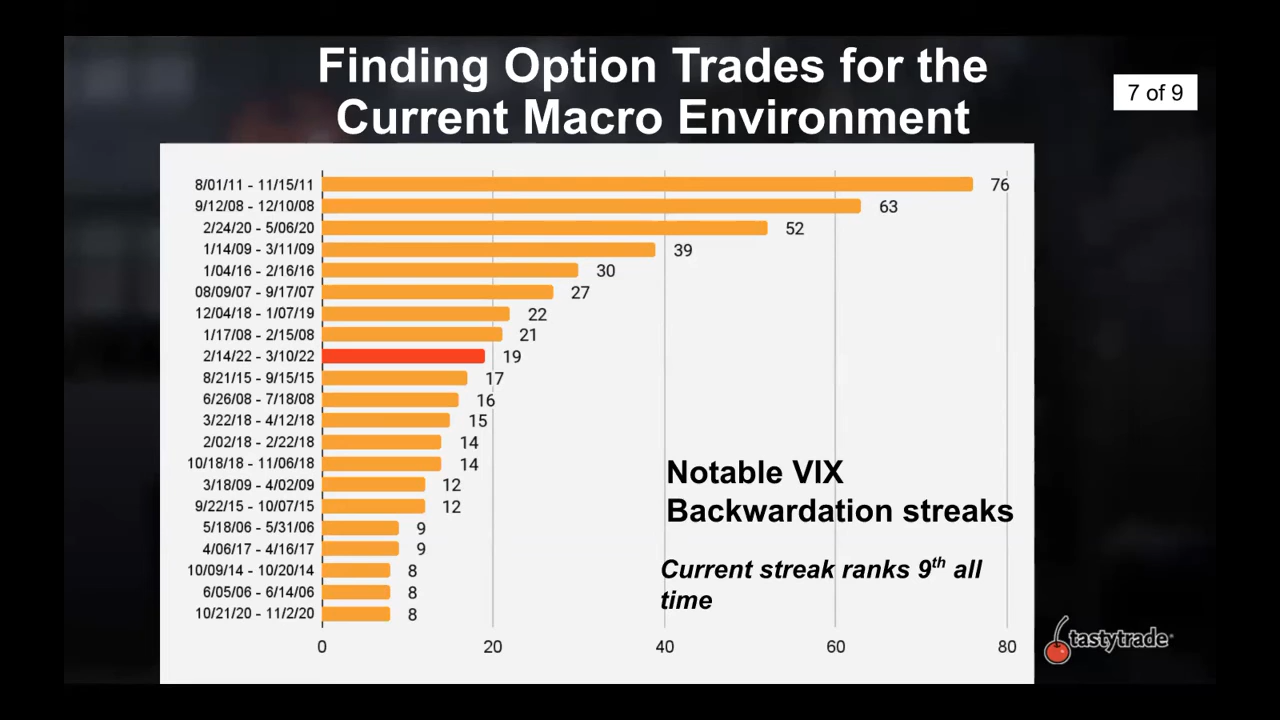 Finding Option Trades for the
Current Macro Environment
7 of 9
8/01/11 - 11/15/11 76
9/12/08 - 12/10/08 63
2/24/20 - 5/06/20 52
1/14/09 - 3/11/09 39
1/04/16 - 2/16/16 30
08/09/07 - 9/17/07 27
12/04/18 - 1/07/19 22
1/17/08 - 2/15/08 21
2/14/22 - 3/10/22 19
8/21/15 - 9/15/15 17
6/26/08 - 7/18/08 16
3/22/18 - 4/12/18 15
2/02/18 - 2/22/18 14
10/18/18 - 11/06/18 14
3/18/09 - 4/02/09 12
9/22/15 - 10/07/15 12
5/18/06 - 5/31/06 9
4/06/17 - 4/16/17 9
10/09/14 - 10/20/14 8
6/05/06 - 6/14/06 8
10/21/20 - 11/2/20 8
0 20 40 60 80
Notable VIX
Backwardation streaks
Current streak ranks 9th all
time
tastytrade